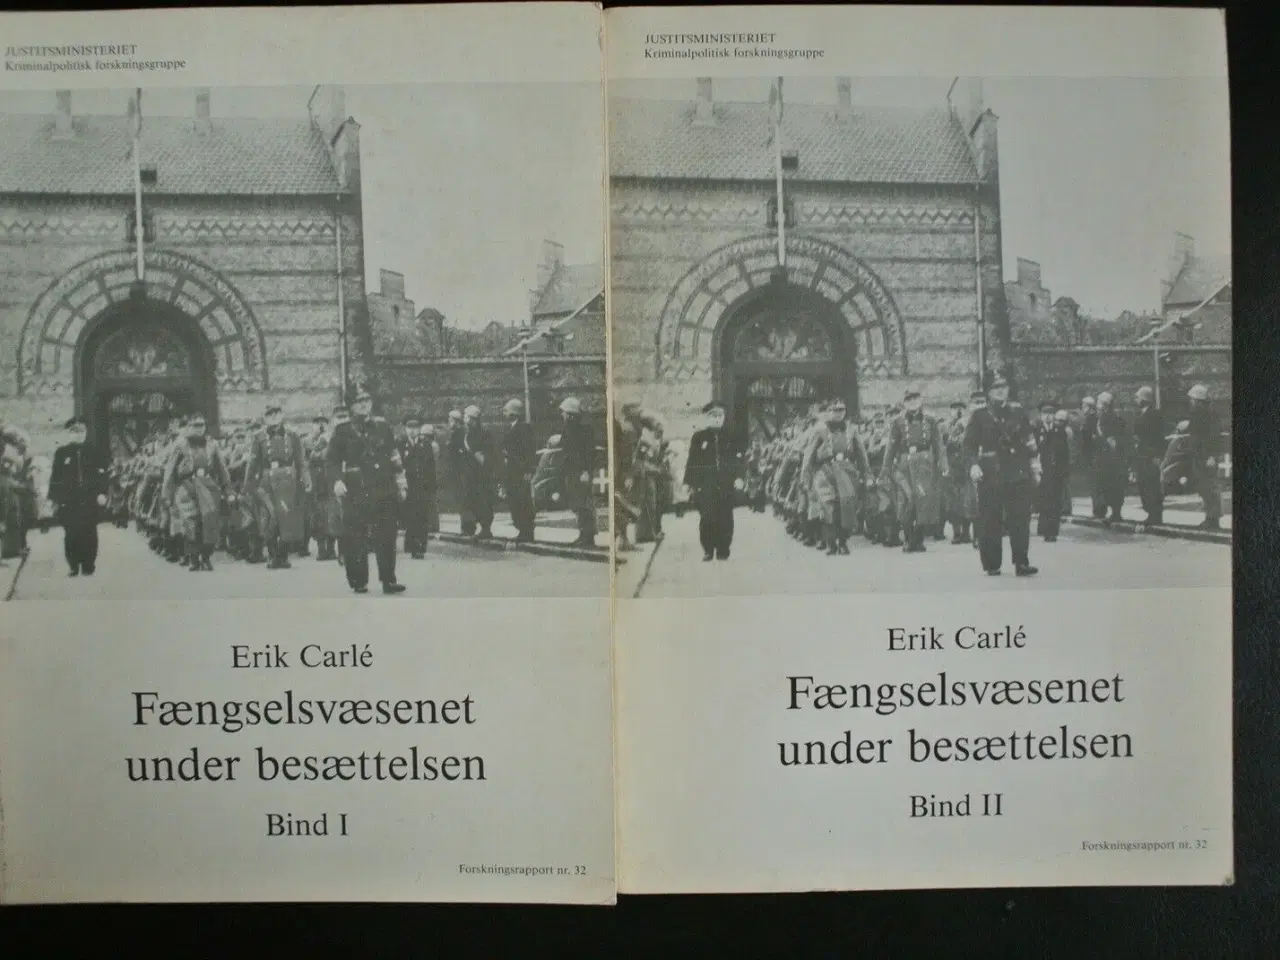 JUSTITSMINISTERIET
Kriminalpolitisk forskningsgruppe
Erik Carlé
Fængselsvæsenet
under besættelsen
Bind I
Forskningsrapport nr. 32
JUSTITSMINISTERIET
Kriminalpolitisk forskningsgruppe
Erik Carlé
Fængselsvæsenet
under besættelsen
Bind II
Forskningsrapport nr. 32